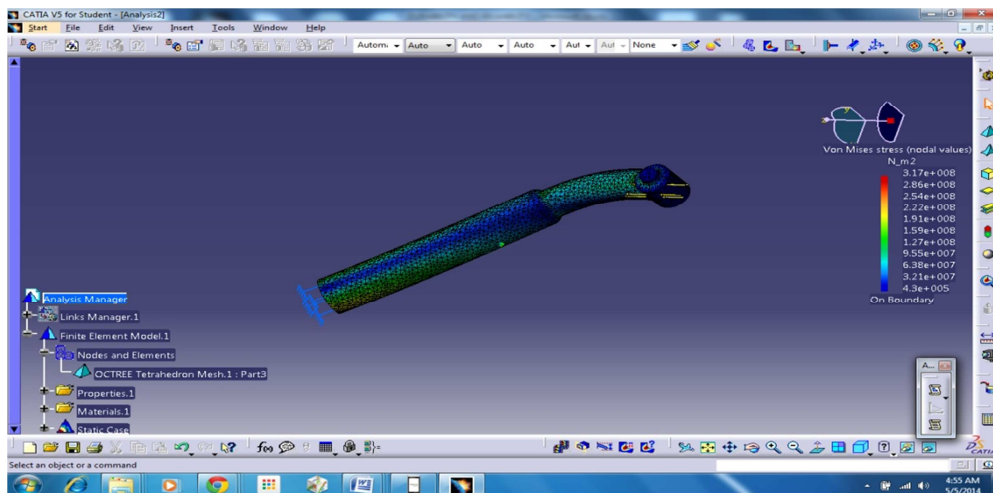 CATIA V5 for Student - [Analysis2]
Start File Edit View Insert Tools Window Help
Autom. Auto Auto Auto Aut Aut None
Von Mises stress (nodal values)
N_m2
3.17e+008
2.86e+008
2.54e+008
2.22e+008
1.91e+008
1.59e+008
1.27e+008
9.55e+007
6.38e+007
3.21e+007
4.3e+005
On Boundary
Analysis Manager
Links Manager.1
Finite Element Model.1
Nodes and Elements
OCTREE Tetrahedron Mesh.1 : Part3
Properties.1
Materials.1
Static Case
A...
f(x)
CATIA
Select an object or a command
4:55 AM
5/5/2014